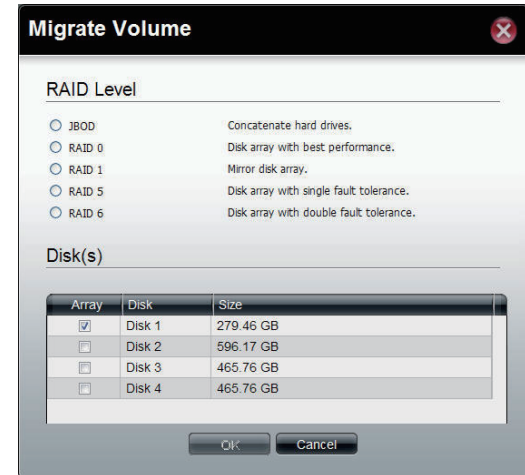 Migrate Volume
RAID Level
JBOD Concatenate hard drives.
RAID 0 Disk array with best performance.
RAID 1 Mirror disk array.
RAID 5 Disk array with single fault tolerance.
RAID 6 Disk array with double fault tolerance.
Disk(s)
Array Disk Size
Disk 1 279.46 GB
Disk 2 596.17 GB
Disk 3 465.76 GB
Disk 4 465.76 GB
OK Cancel